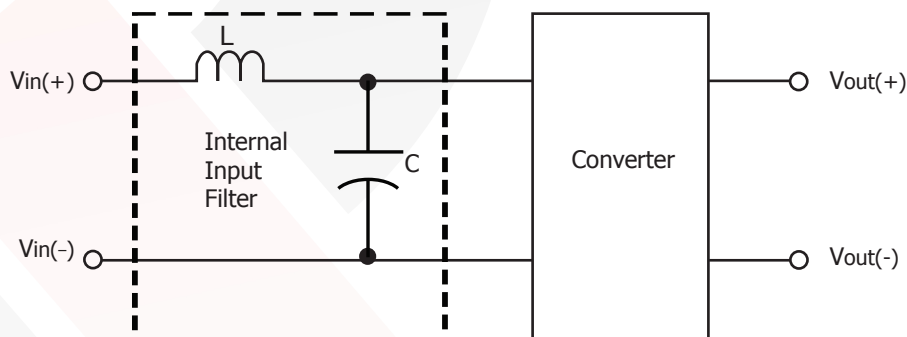 L
Vin(+)
Vout(+)
Internal
Input
Filter
C
Converter
Vin(−)
Vout(-)